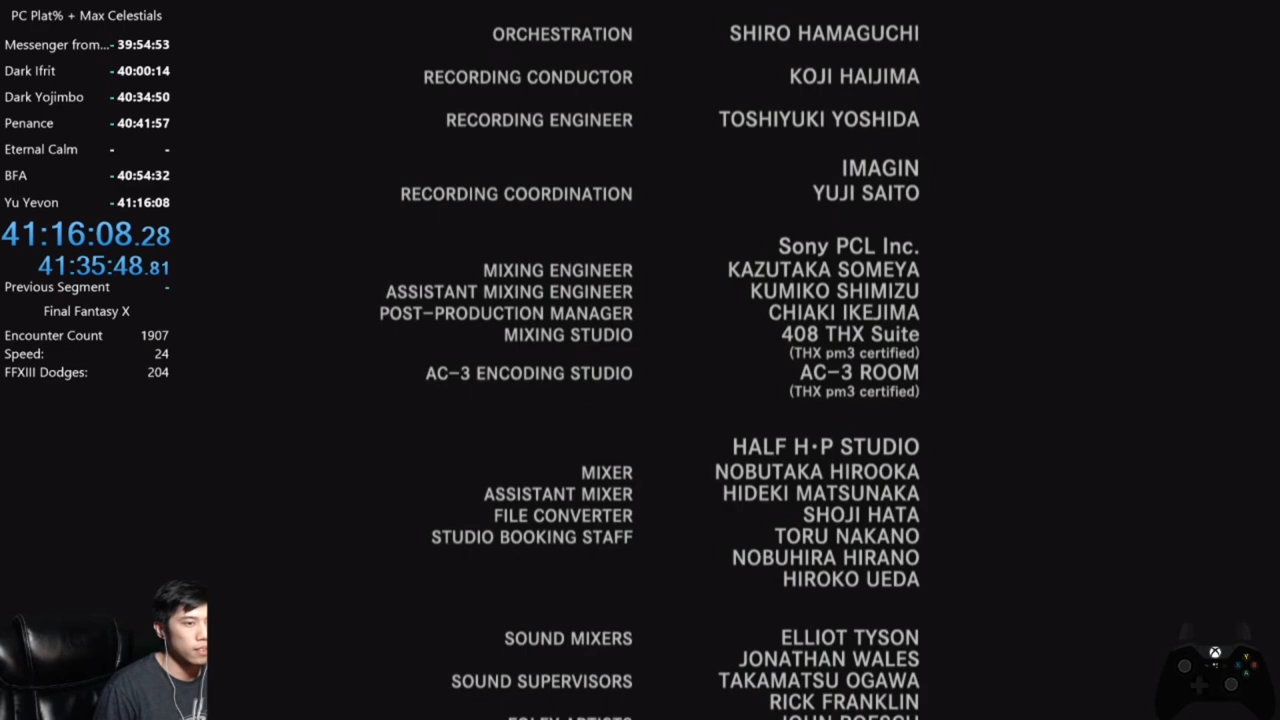 PC Plat% + Max Celestials
Messenger from...- 39:54:53
Dark Ifrit - 40:00:14
Dark Yojimbo - 40:34:50
Penance - 40:41:57
Eternal Calm - -
BFA - 40:54:32
Yu Yevon - 41:16:08
41:16:08.28
41:35:48.81
Previous Segment -
Final Fantasy X
Encounter Count 1907
Speed: 24
FFXIII Dodges: 204
ORCHESTRATION SHIRO HAMAGUCHI
RECORDING CONDUCTOR KOJI HAIJIMA
RECORDING ENGINEER TOSHIYUKI YOSHIDA
IMAGIN
RECORDING COORDINATION YUJI SAITO
Sony PCL Inc.
MIXING ENGINEER KAZUTAKA SOMEYA
ASSISTANT MIXING ENGINEER KUMIKO SHIMIZU
POST-PRODUCTION MANAGER CHIAKI IKEJIMA
MIXING STUDIO 408 THX Suite
(THX pm3 certified)
AC-3 ENCODING STUDIO AC-3 ROOM
(THX pm3 certified)
HALF H・P STUDIO
MIXER NOBUTAKA HIROOKA
ASSISTANT MIXER HIDEKI MATSUNAKA
FILE CONVERTER SHOJI HATA
STUDIO BOOKING STAFF TORU NAKANO
NOBUHIRA HIRANO
HIROKO UEDA
SOUND MIXERS ELLIOT TYSON
JONATHAN WALES
SOUND SUPERVISORS TAKAMATSU OGAWA
RICK FRANKLIN